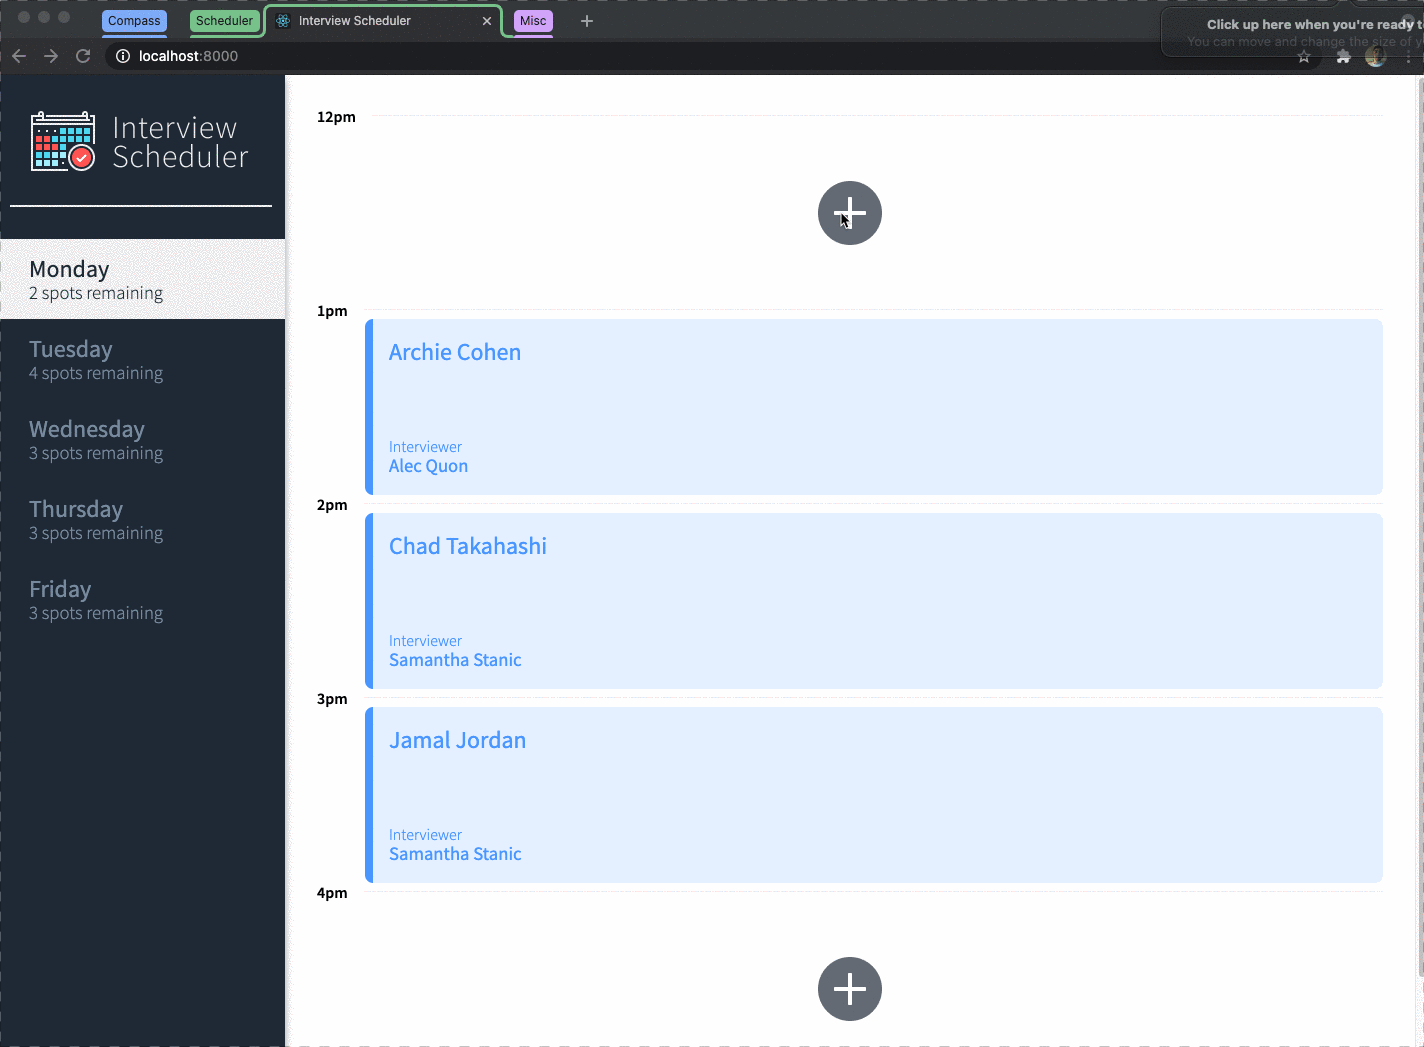 Compass
Scheduler
Interview Scheduler
Misc
Click up here when you're ready t
You can move and change the size of y
localhost:8000
Interview
Scheduler
Monday
2 spots remaining
Tuesday
4 spots remaining
Wednesday
3 spots remaining
Thursday
3 spots remaining
Friday
3 spots remaining
12pm
1pm
Archie Cohen
Interviewer
Alec Quon
2pm
Chad Takahashi
Interviewer
Samantha Stanic
3pm
Jamal Jordan
Interviewer
Samantha Stanic
4pm